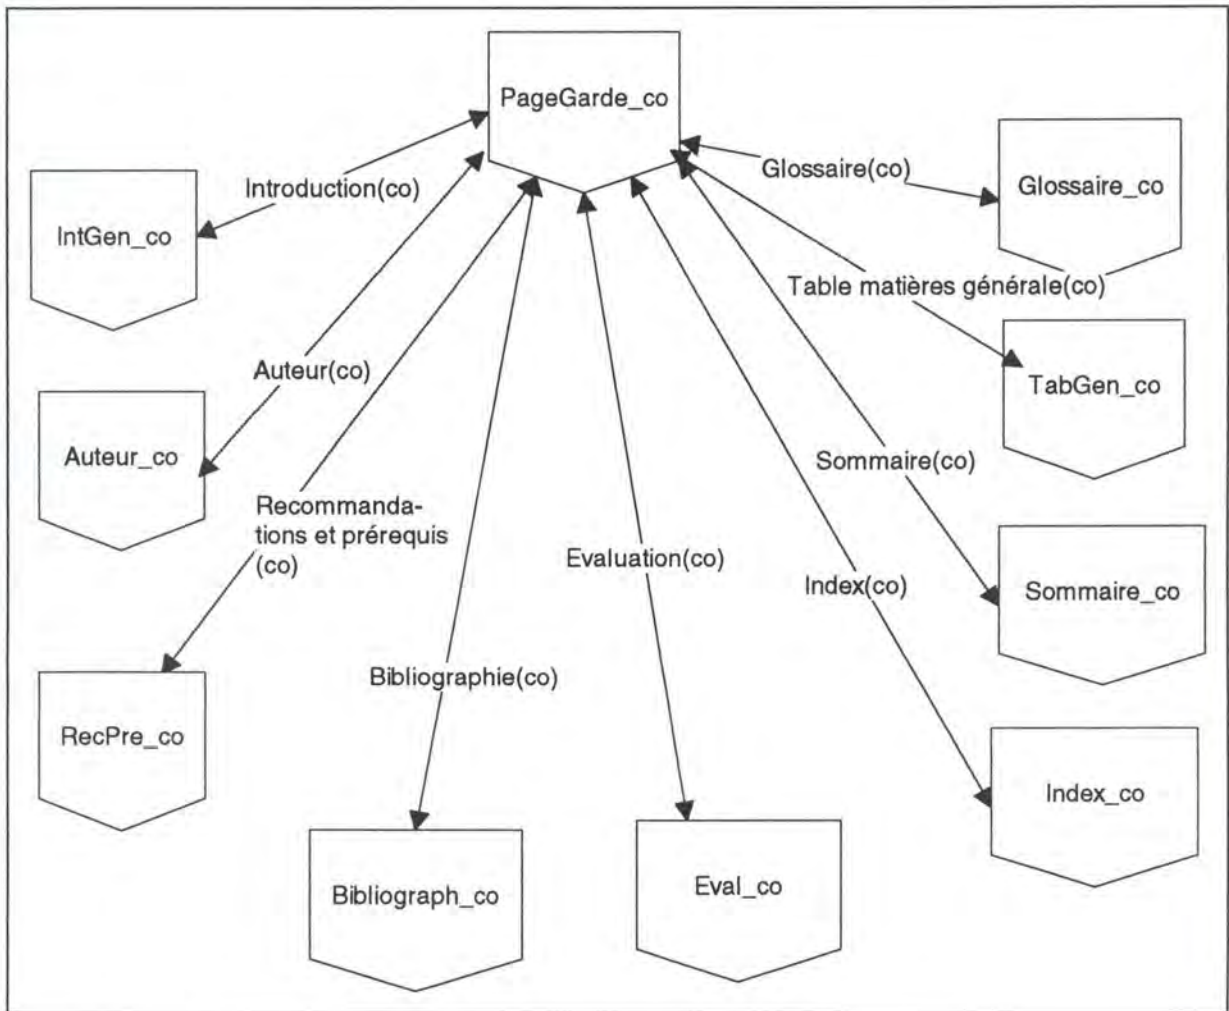 PageGarde_co
Glossaire(co)
Glossaire_co
Introduction(co)
IntGen_co
Table matières générale(co)
TabGen_co
Auteur(co)
Auteur_co
Sommaire(co)
Recommanda-
tions et prérequis
(co)
Evaluation(co)
Index(co)
Sommaire_co
Bibliographie(co)
RecPre_co
Index_co
Bibliograph_co
Eval_co